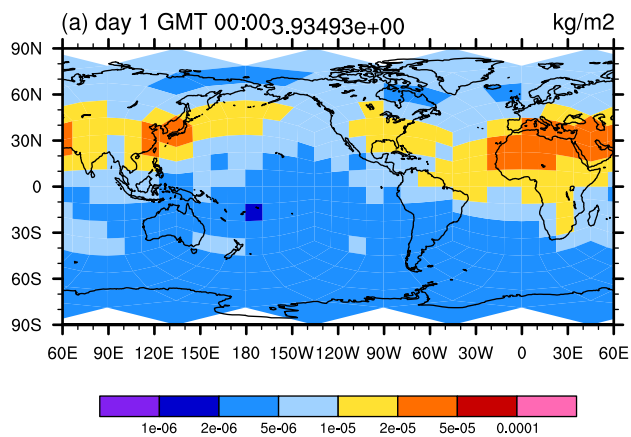 (a) day 1 GMT 00:00 3.93493e+00 kg/m2
90N
60N
30N
0
30S
60S
90S
60E 90E 120E 150E 180 150W 120W 90W 60W 30W 0 30E 60E
1e-06 2e-06 5e-06 1e-05 2e-05 5e-05 0.0001